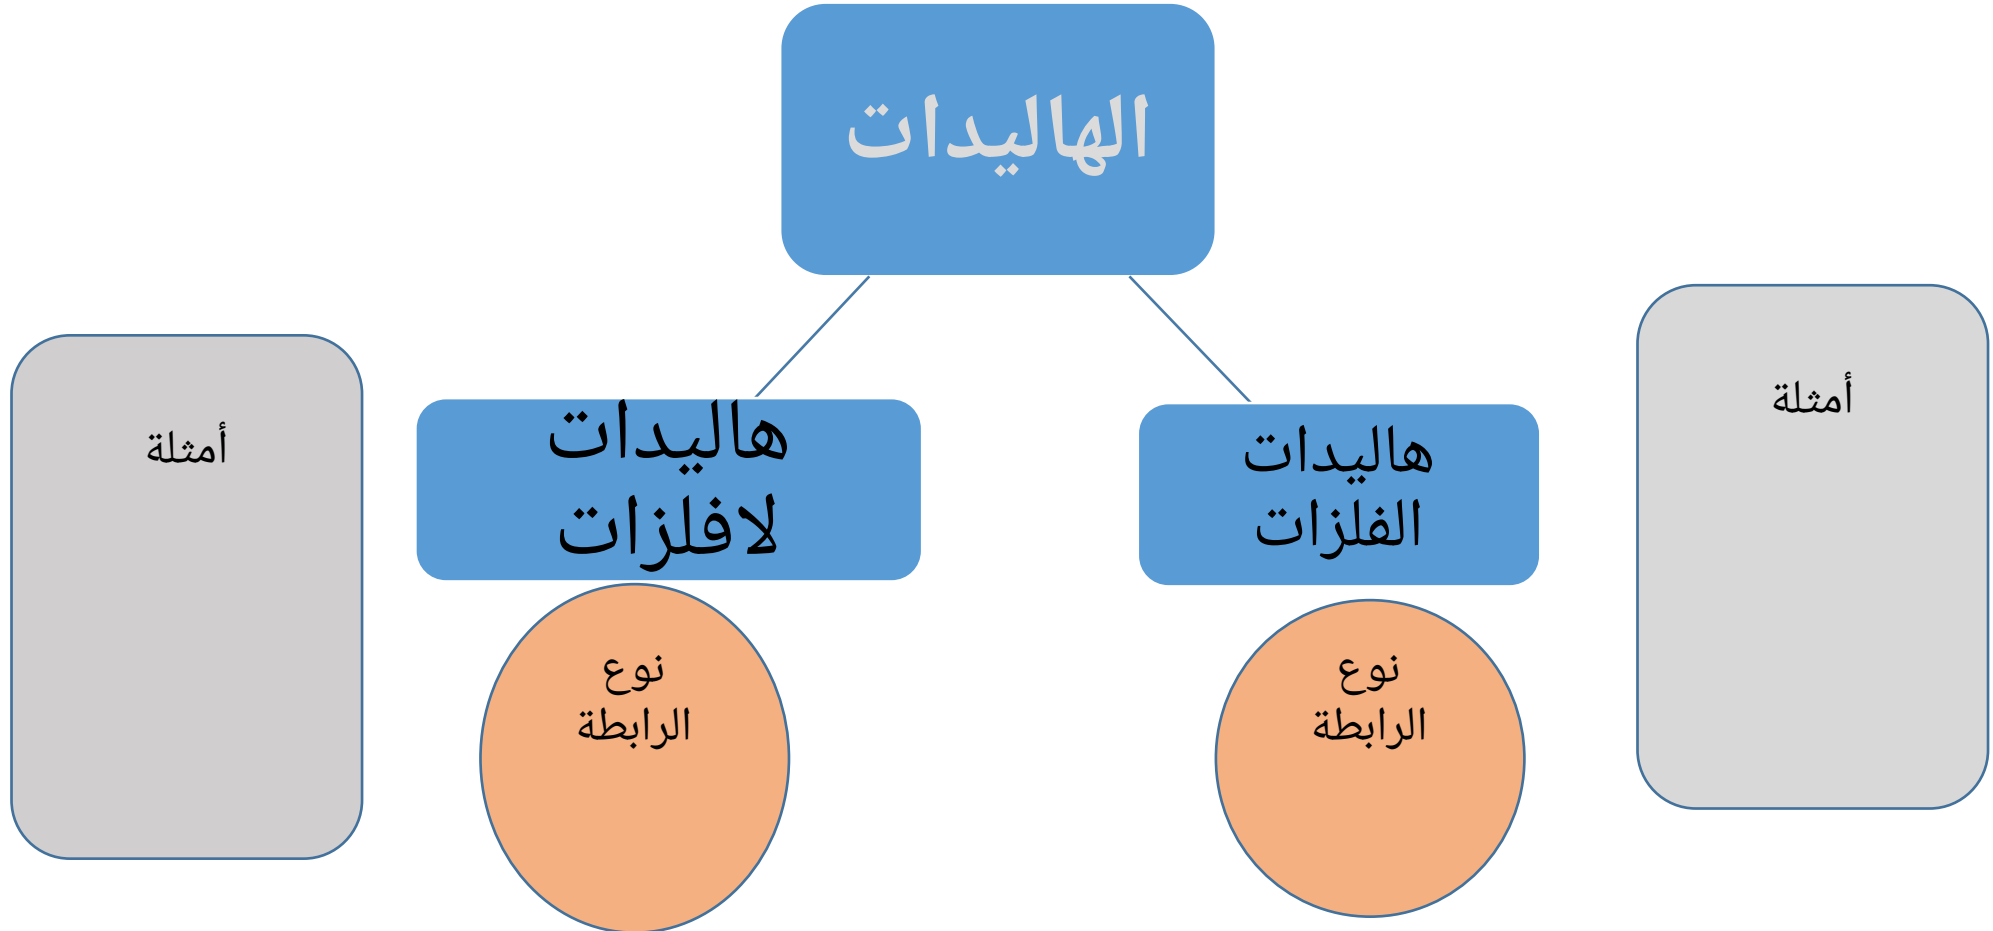 الهاليدات
أمثلة
هاليدات
الفلزات
نوع
الرابطة
هاليدات
لافلزات
نوع
الرابطة
أمثلة